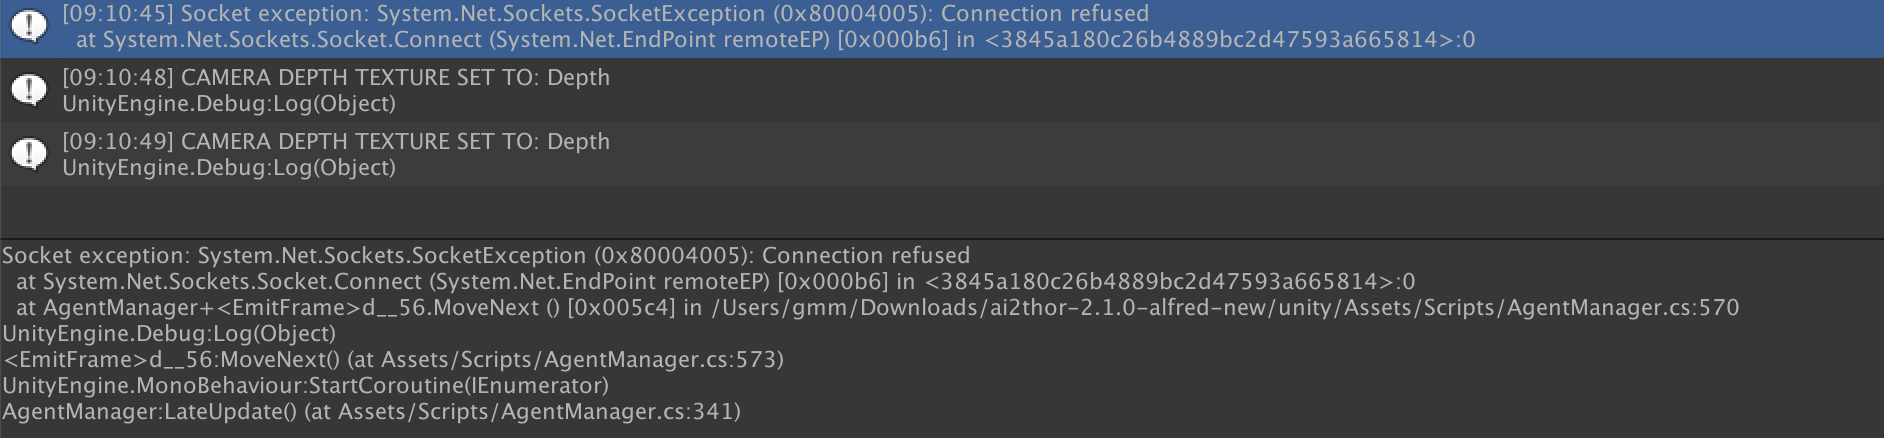 [09:10:45] Socket exception: System.Net.Sockets.SocketException (0x80004005): Connection refused
at System.Net.Sockets.Socket.Connect (System.Net.EndPoint remoteEP) [0x000b6] in <3845a180c26b4889bc2d47593a665814>:0
[09:10:48] CAMERA DEPTH TEXTURE SET TO: Depth
UnityEngine.Debug:Log(Object)
[09:10:49] CAMERA DEPTH TEXTURE SET TO: Depth
UnityEngine.Debug:Log(Object)
Socket exception: System.Net.Sockets.SocketException (0x80004005): Connection refused
at System.Net.Sockets.Socket.Connect (System.Net.EndPoint remoteEP) [0x000b6] in <3845a180c26b4889bc2d47593a665814>:0
at AgentManager+<EmitFrame>d__56.MoveNext () [0x005c4] in /Users/gmm/Downloads/ai2thor-2.1.0-alfred-new/unity/Assets/Scripts/AgentManager.cs:570
UnityEngine.Debug:Log(Object)
<EmitFrame>d__56:MoveNext() (at Assets/Scripts/AgentManager.cs:573)
UnityEngine.MonoBehaviour:StartCoroutine(IEnumerator)
AgentManager:LateUpdate() (at Assets/Scripts/AgentManager.cs:341)